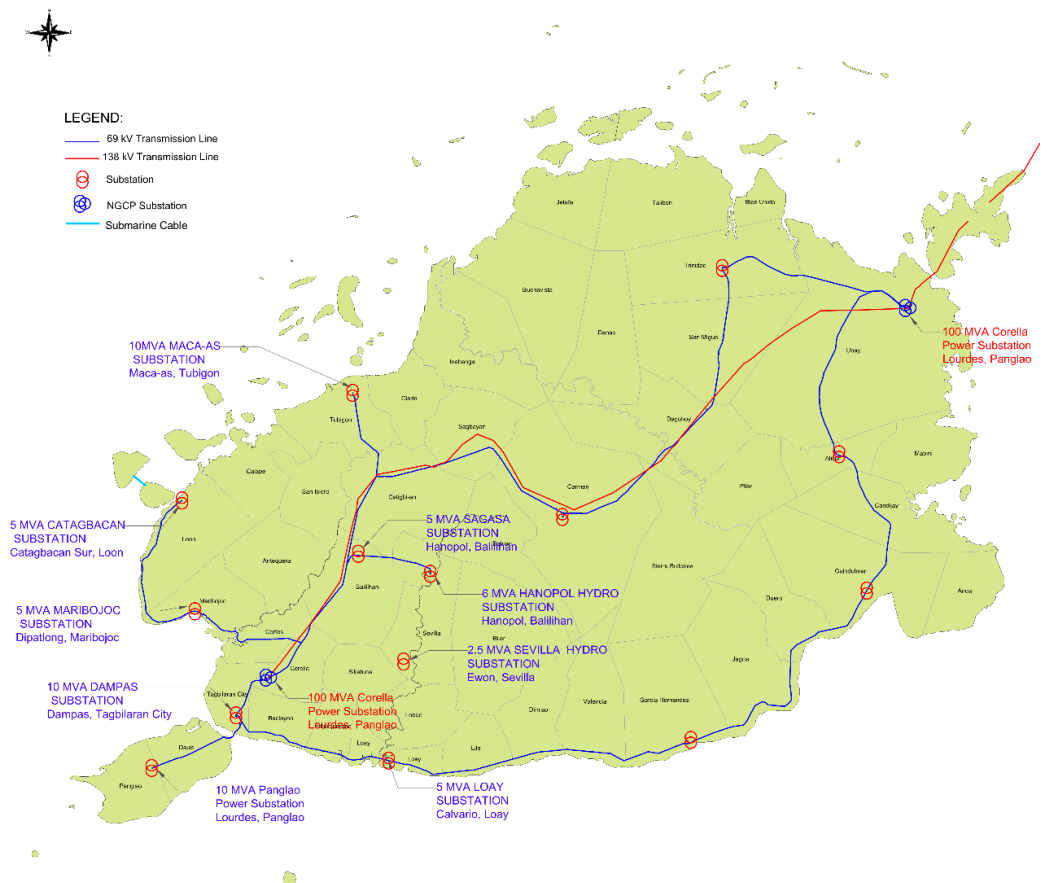 LEGEND:
69 kV Transmission Line
138 kV Transmission Line
Substation
NGCP Substation
Submarine Cable
Jetafe
Talibon
Bien Unido
Trinidad
Buenavista
Danao
San Miguel
Ubay
100 MVA Corella
Power Substation
Lourdes, Panglao
10MVA MACA-AS
SUBSTATION
Maca-as, Tubigon
Inabanga
Clarin
Tubigon
Sagbayan
Dagohoy
Alicia
Mabini
Calape
San Isidro
Catigbi-an
Carmen
Pilar
Candijay
5 MVA CATAGBACAN
SUBSTATION
Catagbacan Sur, Loon
Loon
5 MVA SAGASA
SUBSTATION
Hanopol, Balilihan
Antequera
Balilihan
Sierra Bullones
Guindulman
Duero
Anda
6 MVA HANOPOL HYDRO
SUBSTATION
Hanopol, Balilihan
5 MVA MARIBOJOC
SUBSTATION
Dipatlong, Maribojoc
Maribojoc
Cortes
Sevilla
Bilar
2.5 MVA SEVILLA HYDRO
SUBSTATION
Ewon, Sevilla
Jagna
Corella
Sikatuna
10 MVA DAMPAS
SUBSTATION
Dampas, Tagbilaran City
Tagbilaran City
100 MVA Corella
Power Substation
Lourdes, Panglao
Valencia
Garcia Hernandez
Dimiao
Baclayon
Loboc
Loay
Loay
Lila
Dauis
Panglao
10 MVA Panglao
Power Substation
Lourdes, Panglao
5 MVA LOAY
SUBSTATION
Calvario, Loay